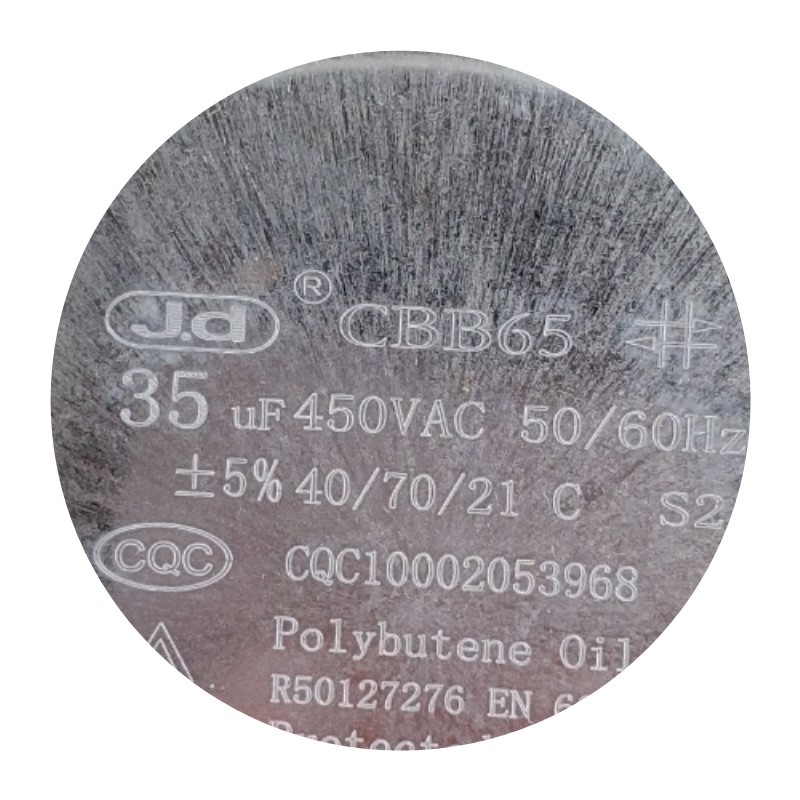 J.d ® CBB65
35 uF 450VAC 50/60Hz
±5% 40/70/21 C S2
CQC CQC10002053968
Polybutene Oil
R50127276 EN